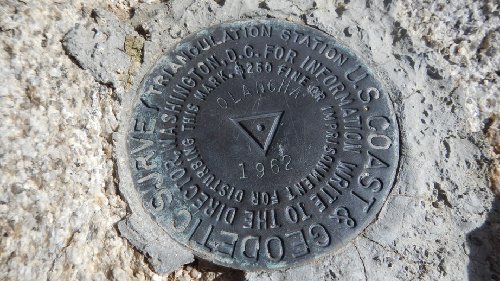 U.S. COAST & GEODETIC SURVEY
TRIANGULATION STATION
FOR INFORMATION WRITE TO THE DIRECTOR, WASHINGTON, D.C.
$250 FINE OR IMPRISONMENT FOR DISTURBING THIS MARK.
OLANCHA
1962